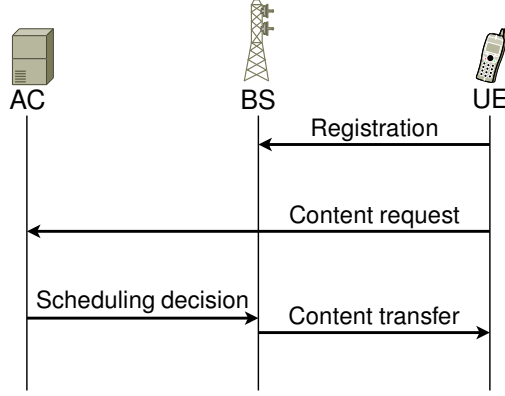 AC
BS
UE
Registration
Content request
Scheduling decision
Content transfer